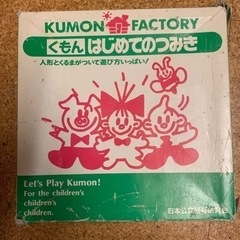 KUMON FACTORY
くもん はじめてのつみき
人形とくるまがついて遊び方いっぱい!
Let's Play Kumon!
For the children's
children's
children.